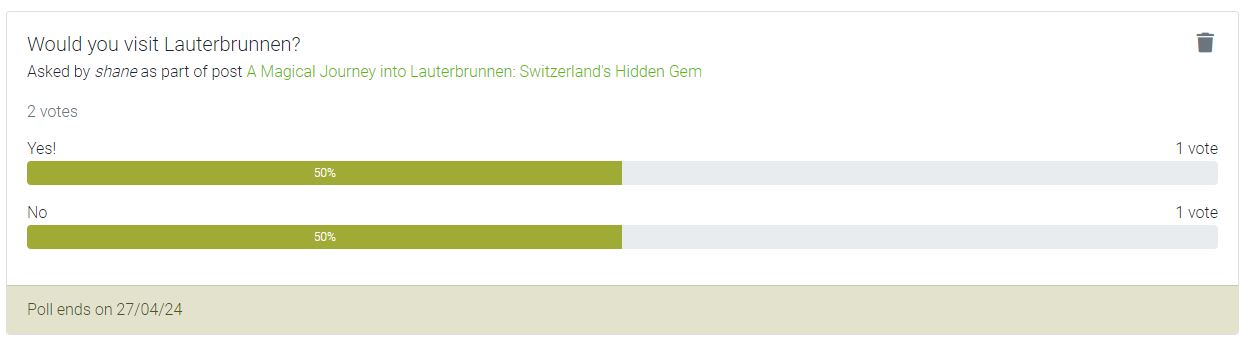 Would you visit Lauterbrunnen?
Asked by shane as part of post A Magical Journey into Lauterbrunnen: Switzerland's Hidden Gem
2 votes
Yes! 1 vote
50%
No 1 vote
50%
Poll ends on 27/04/24